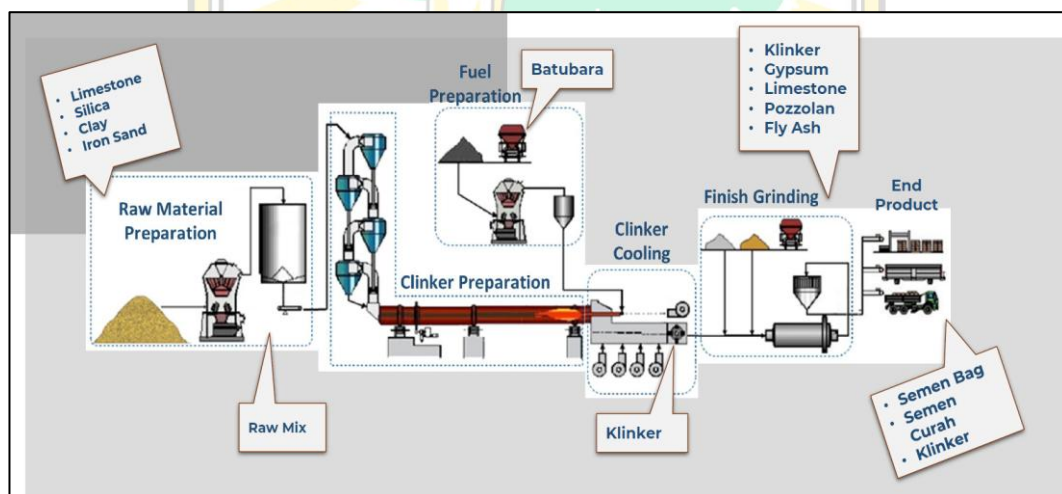 Limestone
Silica
Clay
Iron Sand
Raw Material
Preparation
Raw Mix
Fuel
Preparation
Batubara
Clinker Preparation
Clinker
Cooling
Klinker
Klinker
Gypsum
Limestone
Pozzolan
Fly Ash
Finish Grinding
End
Product
Semen Bag
Semen
Curah
Klinker